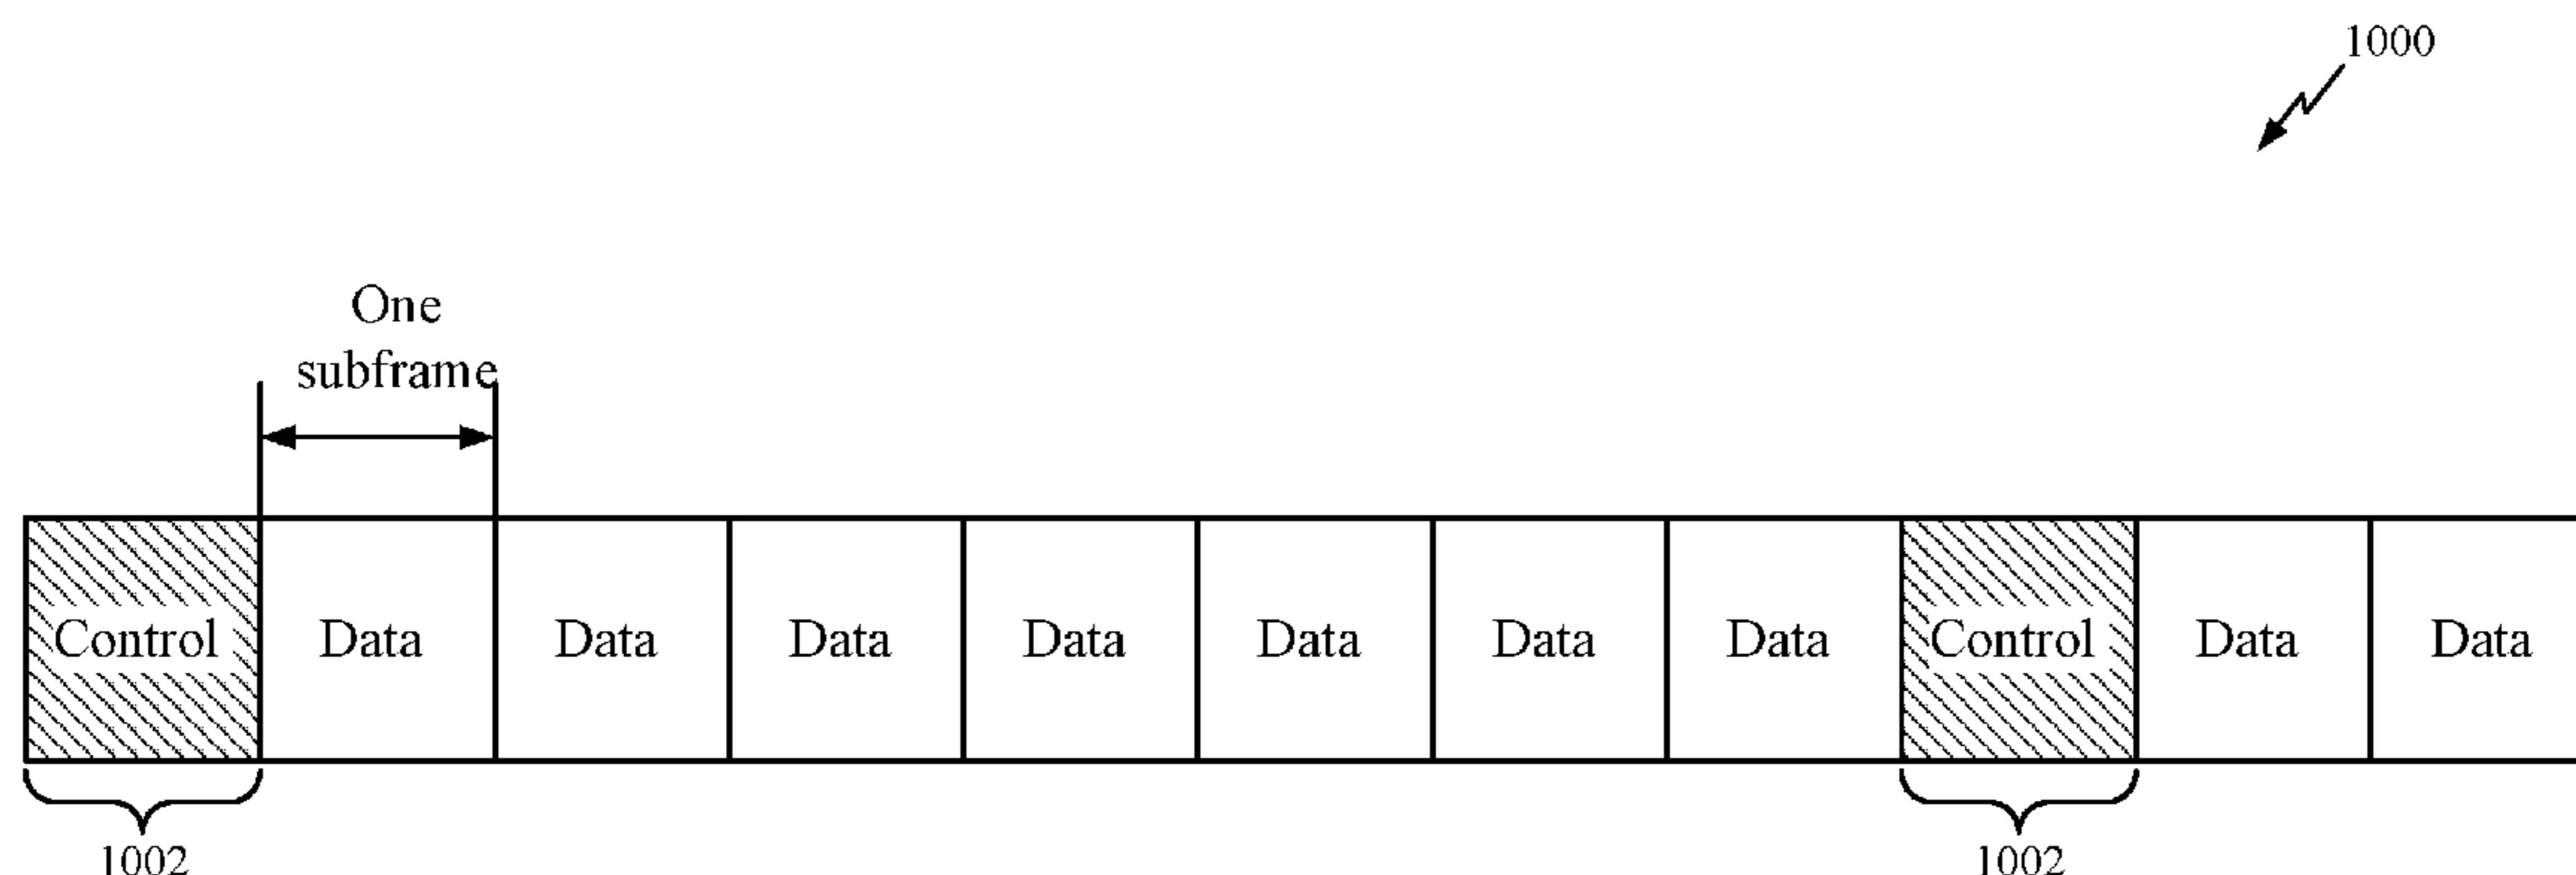 1000
One
subframe
Control Data Data Data Data Data Data Data Control Data Data
1002 1002